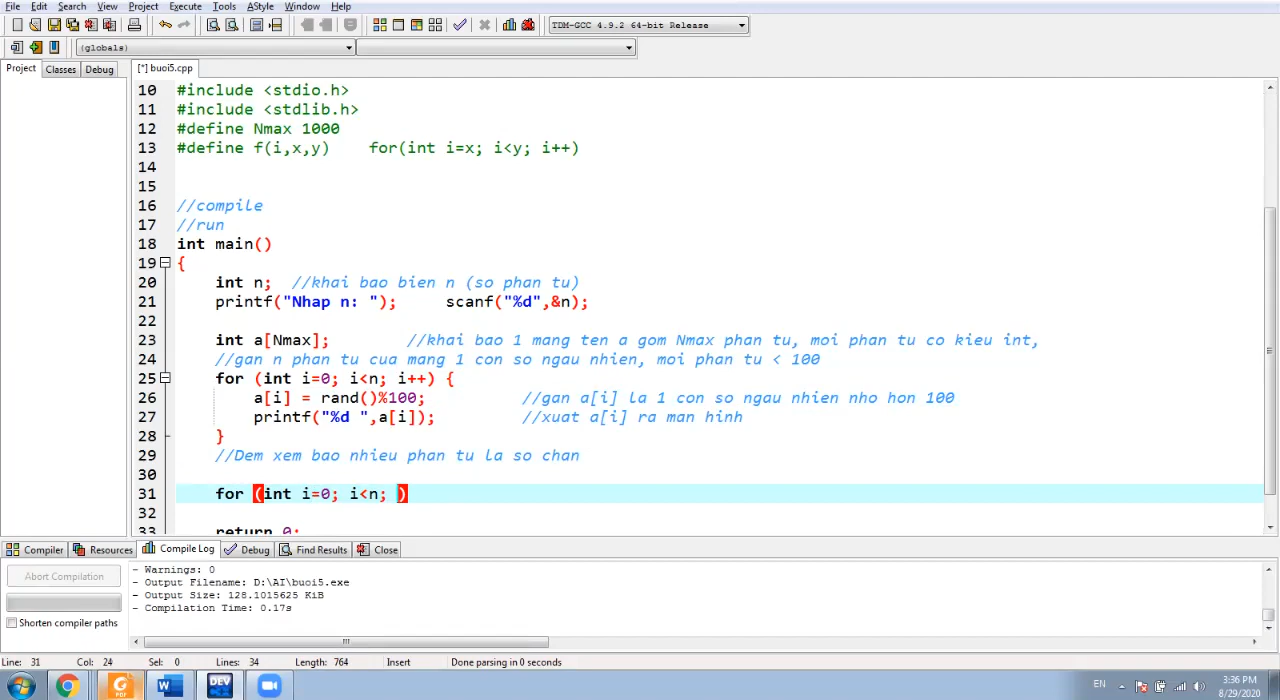 File Edit Search View Project Execute Tools AStyle Window Help
TDM-GCC 4.9.2 64-bit Release
(globals)
Project Classes Debug [*] buoi5.cpp
10 #include <stdio.h>
11 #include <stdlib.h>
12 #define Nmax 1000
13 #define f(i,x,y) for(int i=x; i<y; i++)
14
15
16 //compile
17 //run
18 int main()
19 {
20 int n; //khai bao bien n (so phan tu)
21 printf("Nhap n: "); scanf("%d",&n);
22
23 int a[Nmax]; //khai bao 1 mang ten a gom Nmax phan tu, moi phan tu co kieu int,
24 //gan n phan tu cua mang 1 con so ngau nhien, moi phan tu < 100
25 for (int i=0; i<n; i++) {
26 a[i] = rand()%100; //gan a[i] la 1 con so ngau nhien nho hon 100
27 printf("%d ",a[i]); //xuat a[i] ra man hinh
28 }
29 //Dem xem bao nhieu phan tu la so chan
30
31 for (int i=0; i<n; )
32
33 return 0;
Compiler Resources Compile Log Debug Find Results Close
Abort Compilation
Shorten compiler paths
- Warnings: 0
- Output Filename: D:\AI\buoi5.exe
- Output Size: 128.1015625 KiB
- Compilation Time: 0.17s
Line: 31 Col: 24 Sel: 0 Lines: 34 Length: 764 Insert Done parsing in 0 seconds
PDF
W
DEV
EN
3:36 PM
8/29/2020